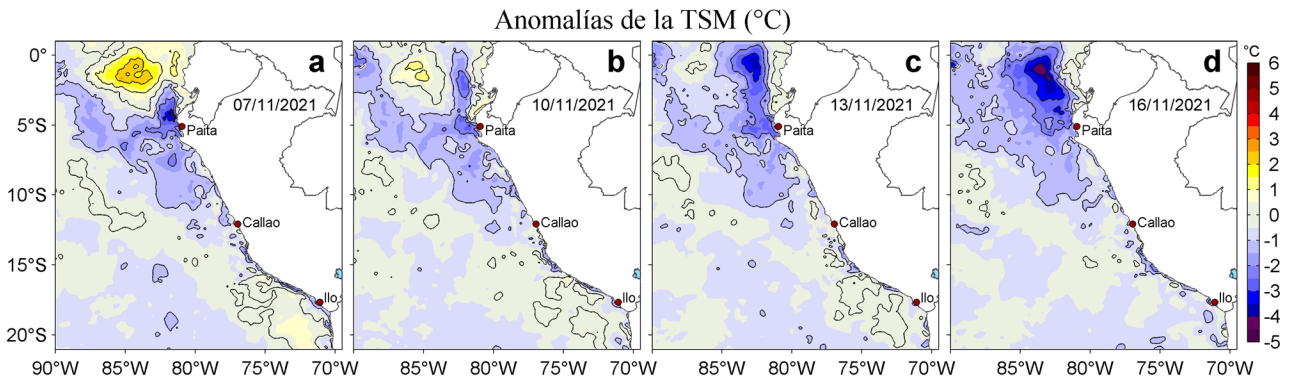 Anomalías de la TSM (°C)
a
b
c
d
07/11/2021
10/11/2021
13/11/2021
16/11/2021
Paita
Paita
Paita
Paita
Callao
Callao
Callao
Callao
Ilo
Ilo
Ilo
Ilo
0°
5°S
10°S
15°S
20°S
90°W 85°W 80°W 75°W 70°W
85°W 80°W 75°W 70°W
85°W 80°W 75°W 70°W
85°W 80°W 75°W 70°W
°C
6
5
4
3
2
1
0
-1
-2
-3
-4
-5